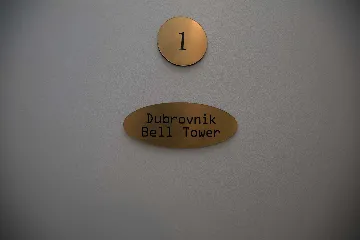 1
Dubrovnik
Bell Tower